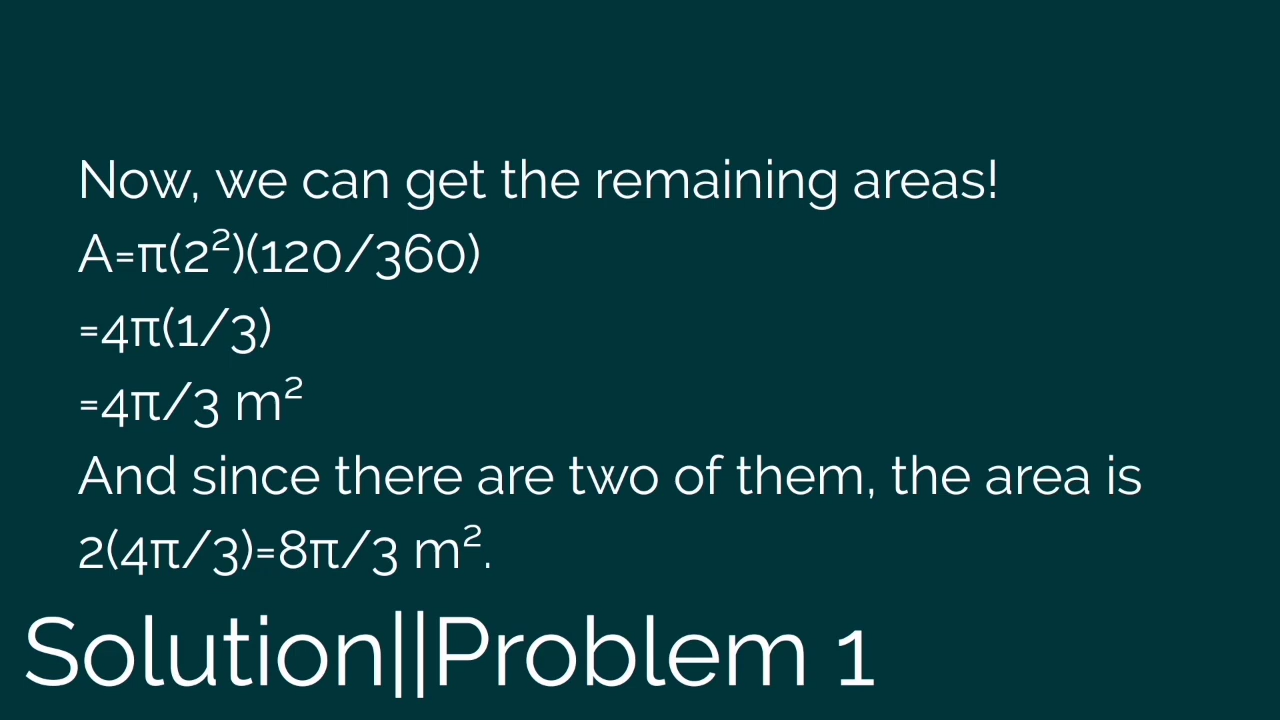 Now, we can get the remaining areas!
A=π(2²)(120/360)
=4π(1/3)
=4π/3 m²
And since there are two of them, the area is
2(4π/3)=8π/3 m².
Solution||Problem 1